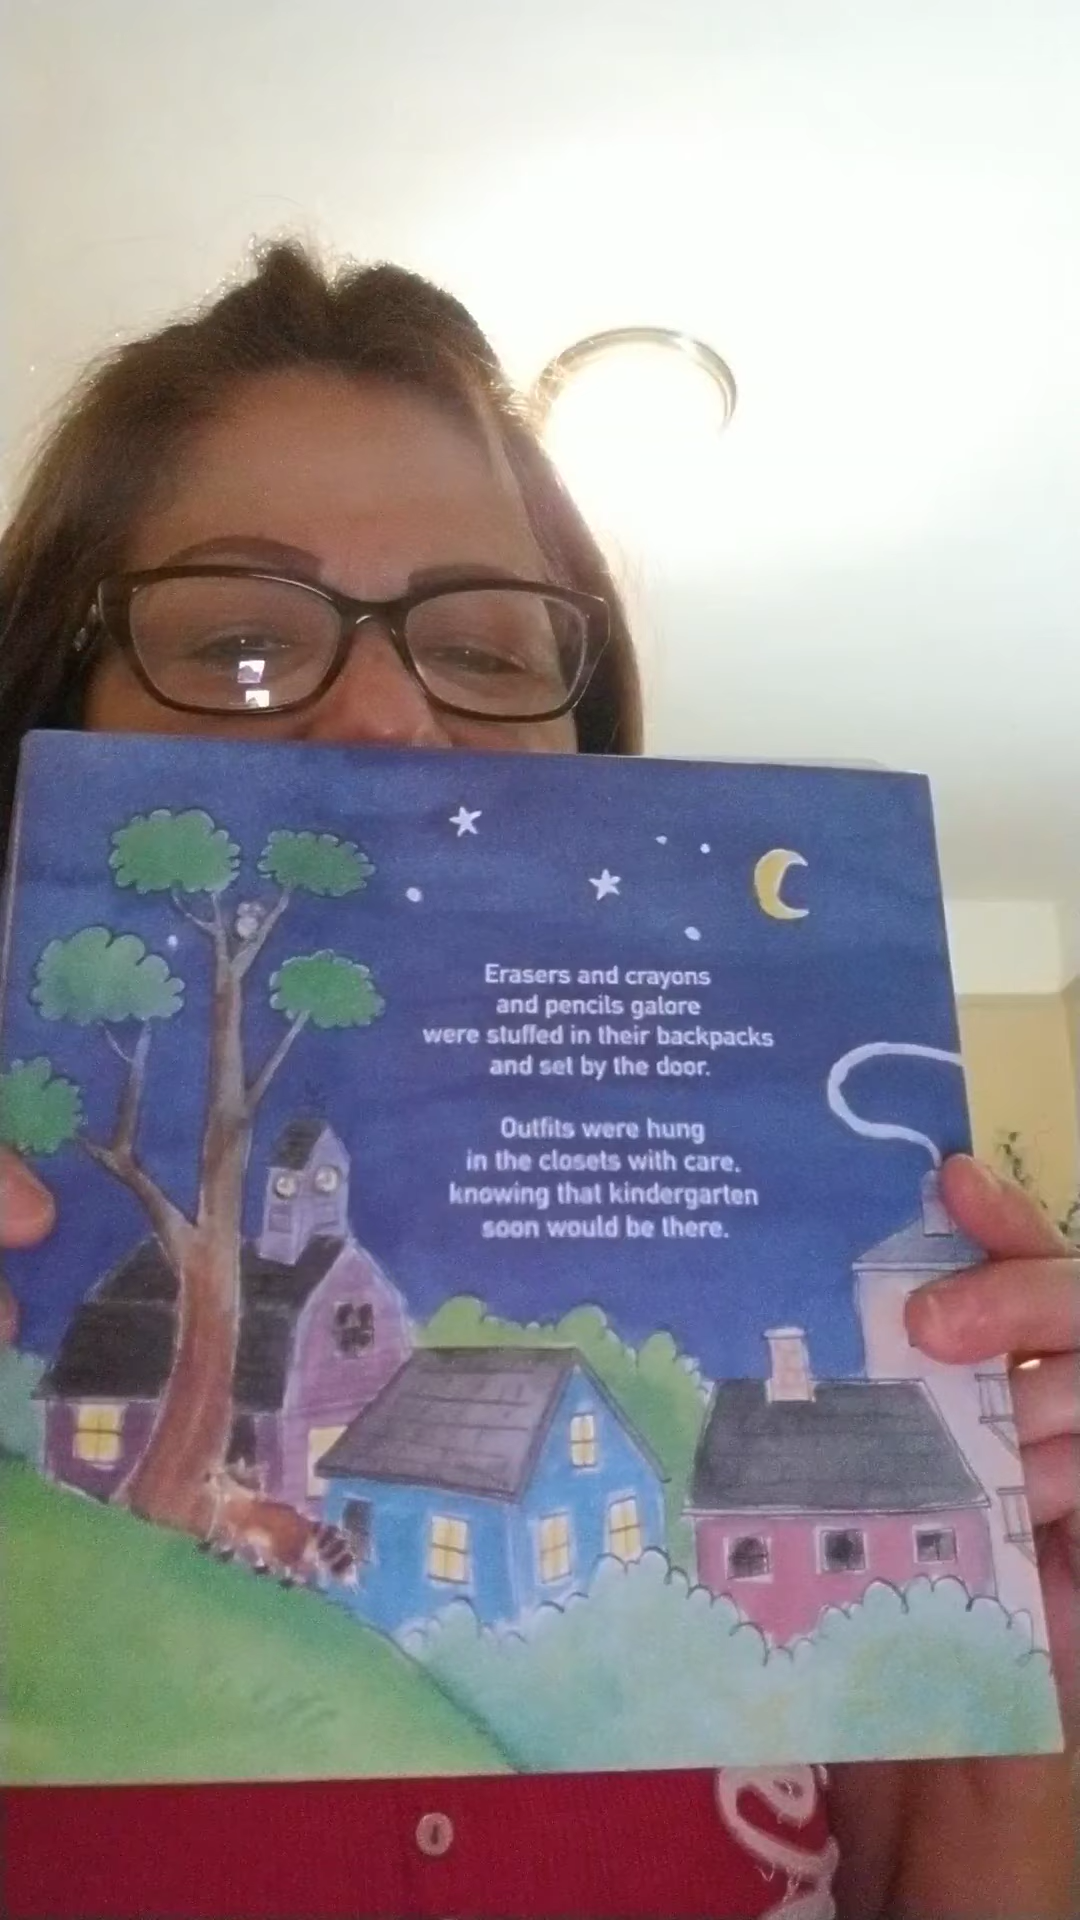 Erasers and crayons
and pencils galore
were stuffed in their backpacks
and set by the door.
Outfits were hung
in the closets with care,
knowing that kindergarten
soon would be there.